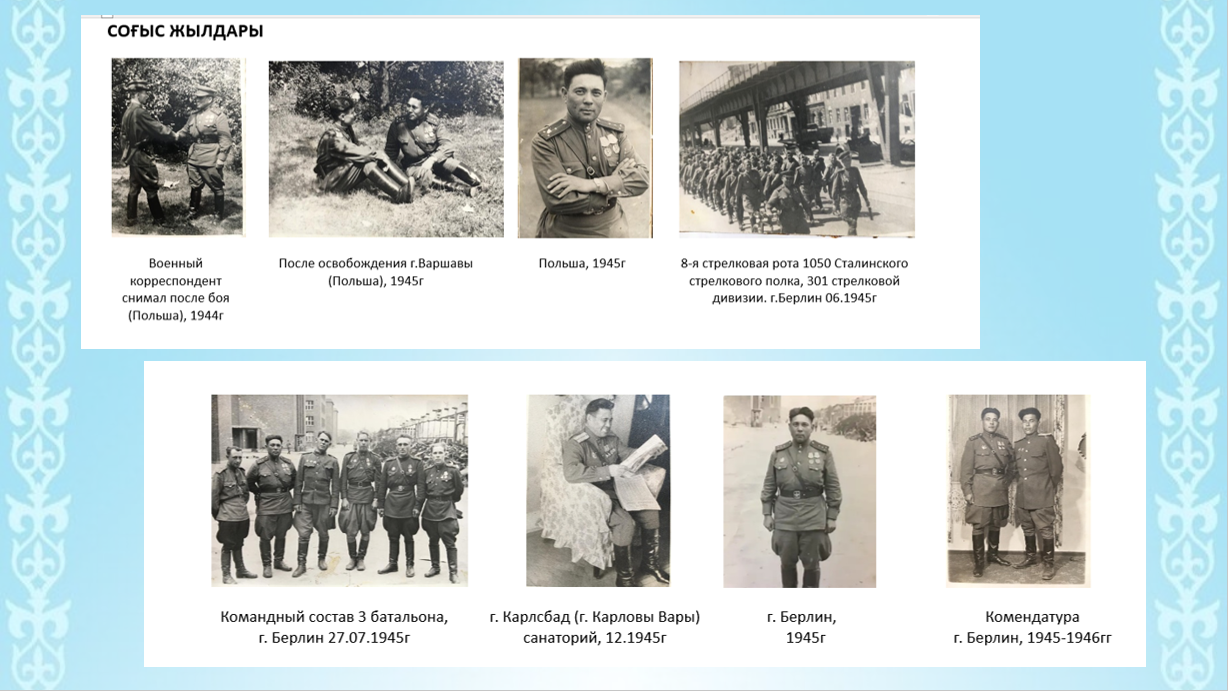 СОҒЫС ЖЫЛДАРЫ
Военный
корреспондент
снимал после боя
(Польша), 1944г
После освобождения г.Варшавы
(Польша), 1945г
Польша, 1945г
8-я стрелковая рота 1050 Сталинского
стрелкового полка, 301 стрелковой
дивизии. г.Берлин 06.1945г
Командный состав 3 батальона,
г. Берлин 27.07.1945г
г. Карлсбад (г. Карловы Вары)
санаторий, 12.1945г
г. Берлин,
1945г
Комендатура
г. Берлин, 1945-1946гг